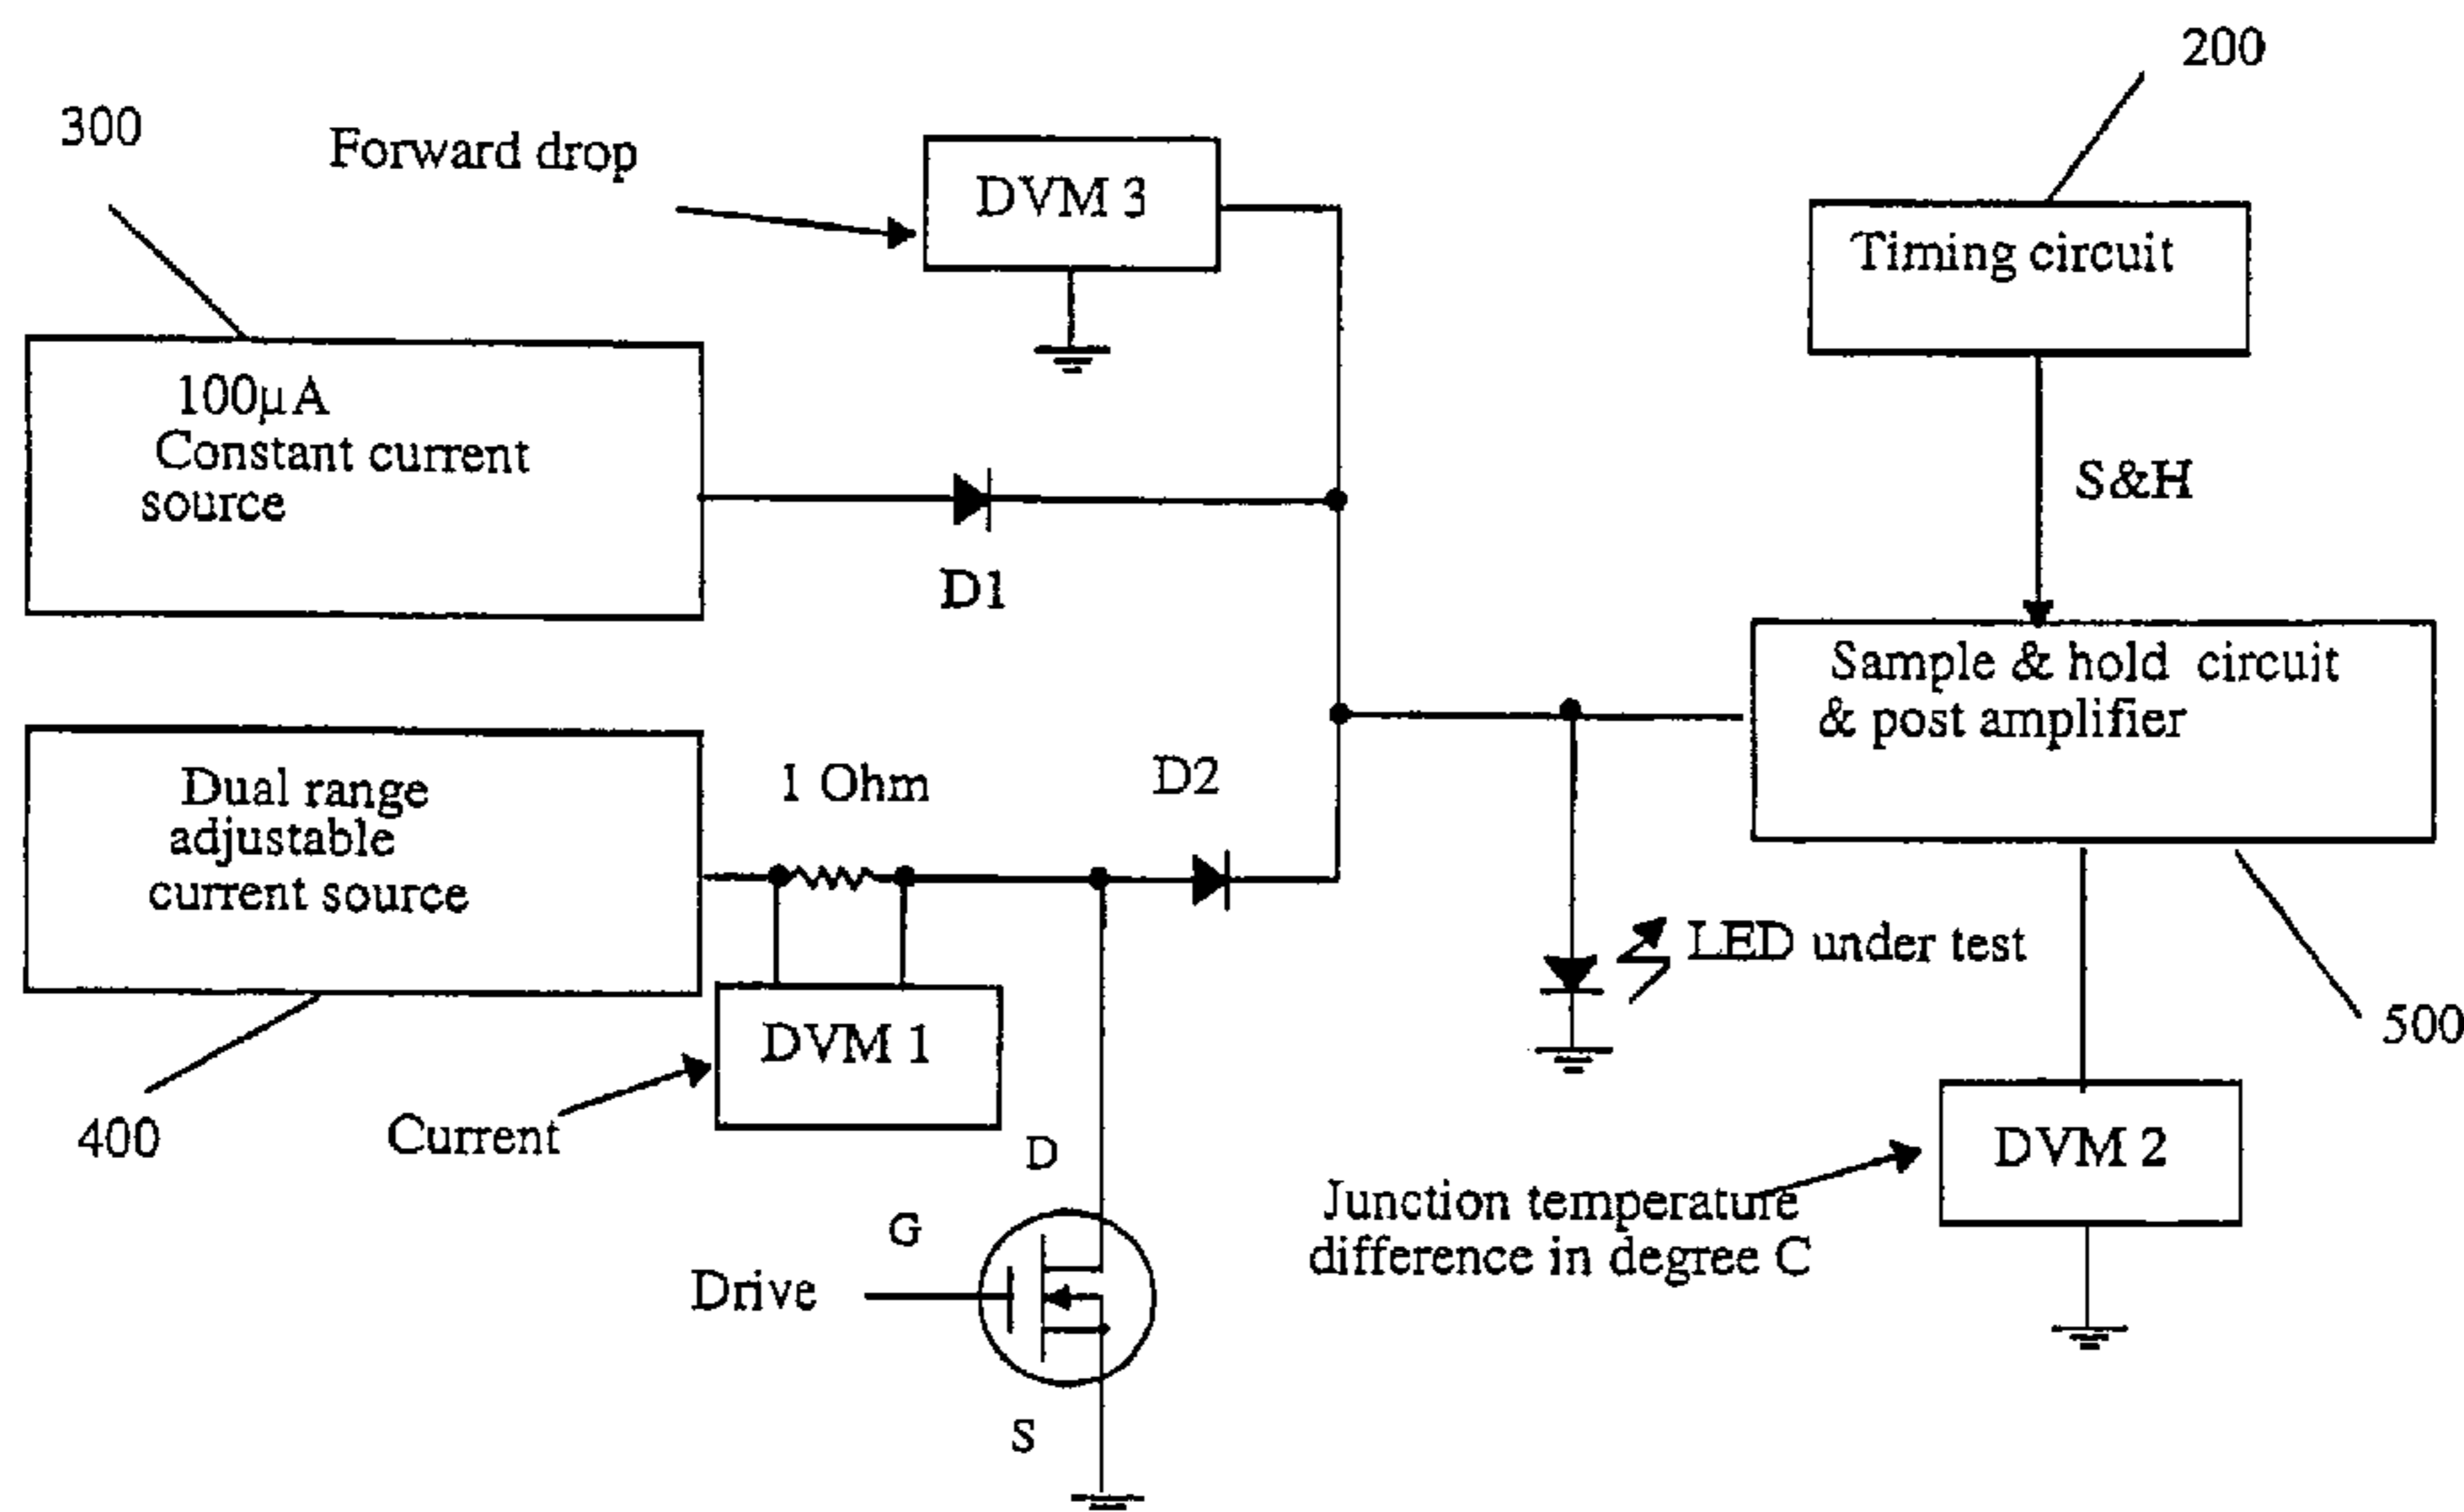 200
300
Forward drop
DVM 3
Timing circuit
100µA
Constant current
source
S&H
D1
Sample & hold circuit
& post amplifier
Dual range
adjustable
current source
1 Ohm
D2
LED under test
500
DVM 1
400
Current
D
DVM 2
Junction temperature
difference in degree C
G
Drive
S